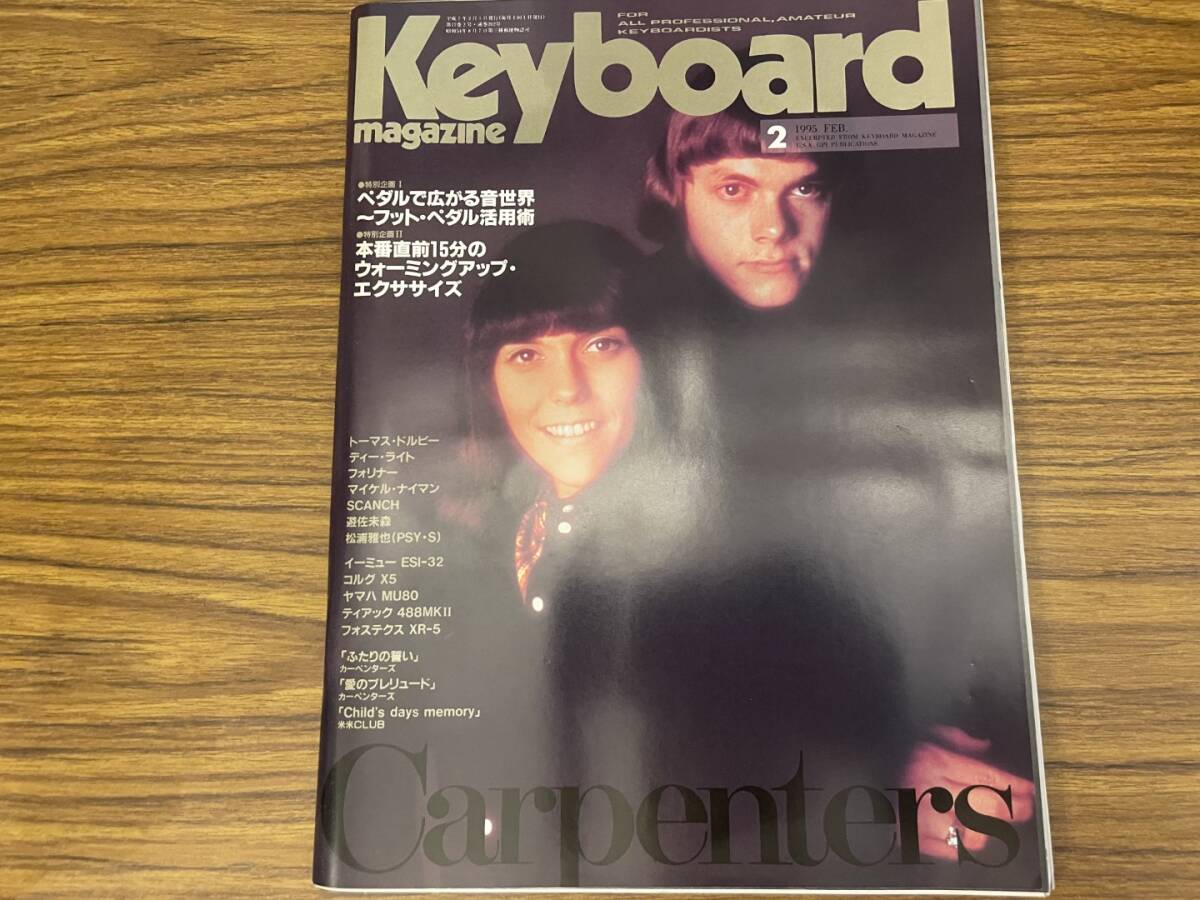 FOR
ALL PROFESSIONAL, AMATEUR
KEYBOARDISTS
Keyboard
magazine
2
1995 FEB.
EXCERPTED FROM KEYBOARD MAGAZINE
U.S.A. GPI PUBLICATIONS
●特別企画 I
ペダルで広がる音世界
〜フット・ペダル活用術
●特別企画 II
本番直前15分の
ウォーミングアップ・
エクササイズ
トーマス・ドルビー
ディー・ライト
フォリナー
マイケル・ナイマン
SCANCH
遊佐未森
松浦雅也(PSY・S)
イーミュー ESI-32
コルグ X5
ヤマハ MU80
ティアック 488MKII
フォステクス XR-5
「ふたりの誓い」
カーペンターズ
「愛のプレリュード」
カーペンターズ
「Child's days memory」
米米CLUB
Carpenters